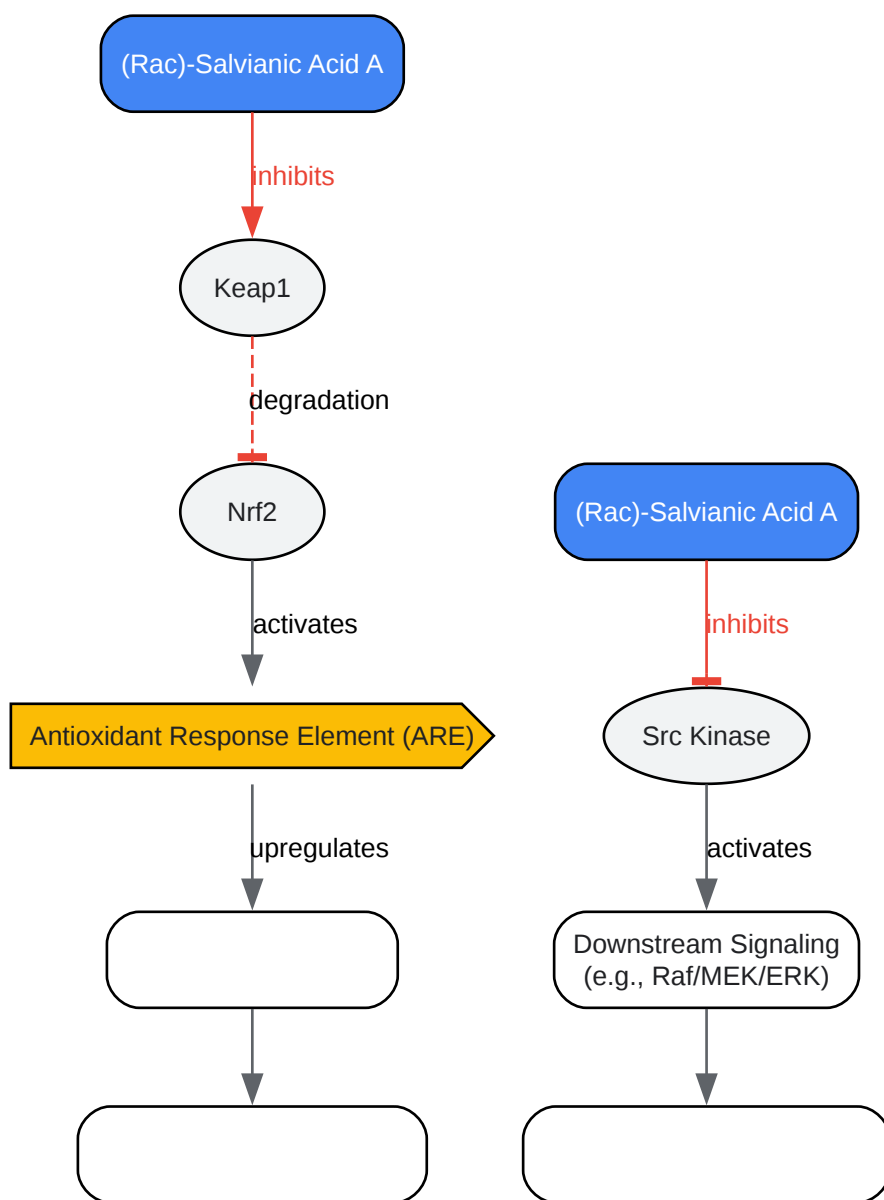 (Rac)-Salvianic Acid A
inhibits
Keap1
degradation
Nrf2
activates
Antioxidant Response Element (ARE)
upregulates
(Rac)-Salvianic Acid A
inhibits
Src Kinase
activates
Downstream Signaling
(e.g., Raf/MEK/ERK)